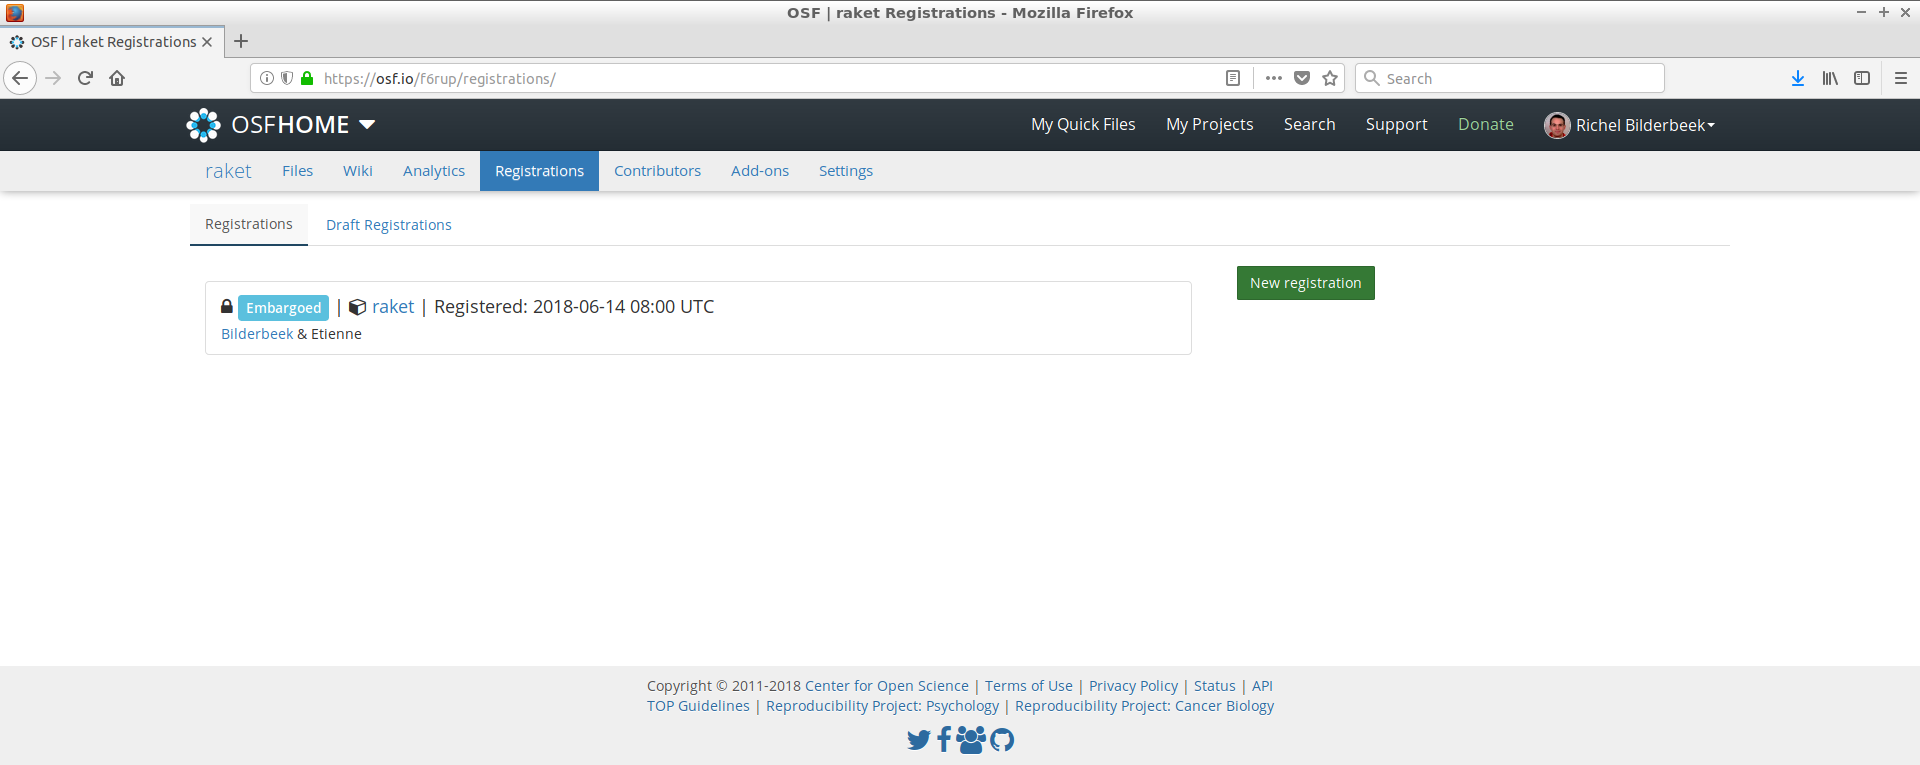 OSF | raket Registrations - Mozilla Firefox
OSF | raket Registrations
https://osf.io/f6rup/registrations/
Search
OSFHOME
My Quick Files
My Projects
Search
Support
Donate
Richel Bilderbeek
raket
Files
Wiki
Analytics
Registrations
Contributors
Add-ons
Settings
Registrations
Draft Registrations
Embargoed | raket | Registered: 2018-06-14 08:00 UTC
Bilderbeek & Etienne
New registration
Copyright © 2011-2018 Center for Open Science | Terms of Use | Privacy Policy | Status | API
TOP Guidelines | Reproducibility Project: Psychology | Reproducibility Project: Cancer Biology